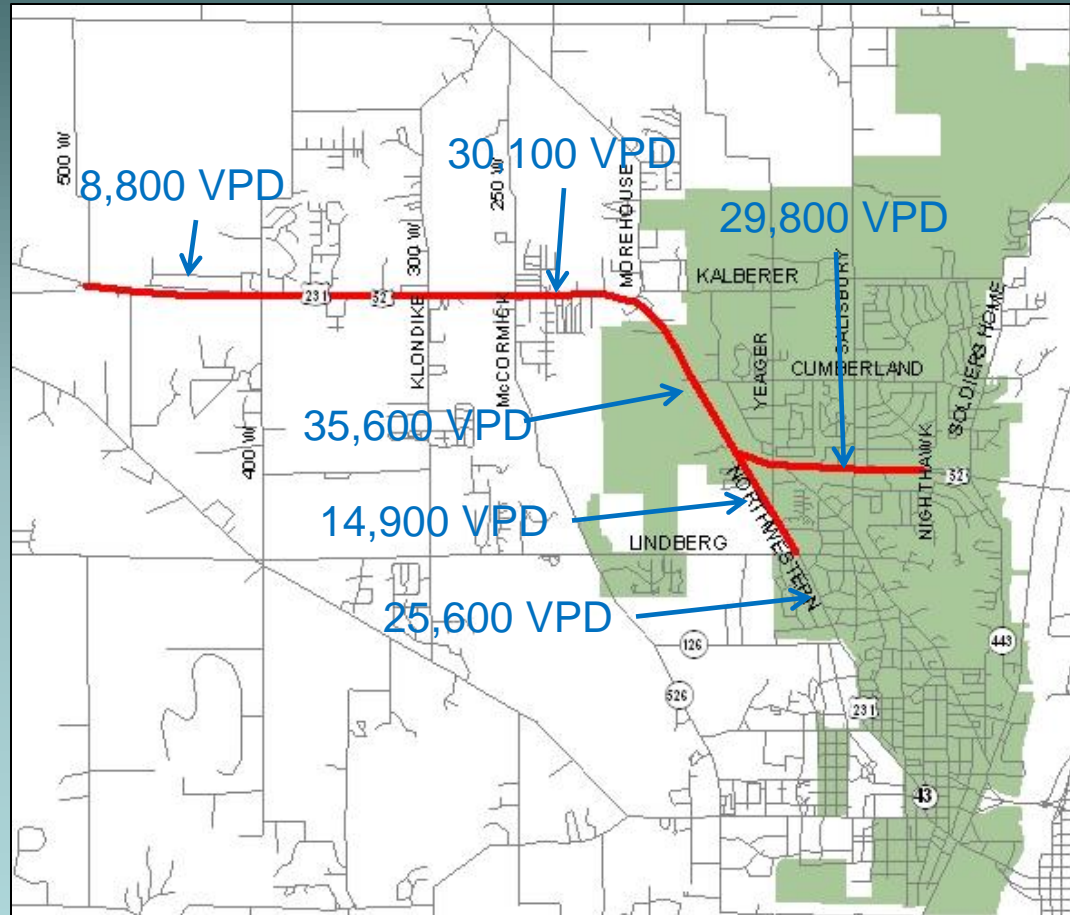 500 W
8,800 VPD
30,100 VPD
250 W
MOREHOUSE
29,800 VPD
300 W
KALBERER
SALISBURY
231
52
KLONDIKE
McCORMICK
YEAGER
CUMBERLAND
SOLDIERS HOME
35,600 VPD
400 W
NIGHTHAWK
52
NORTHWESTERN
14,900 VPD
LINDBERG
25,600 VPD
126
443
526
231
43